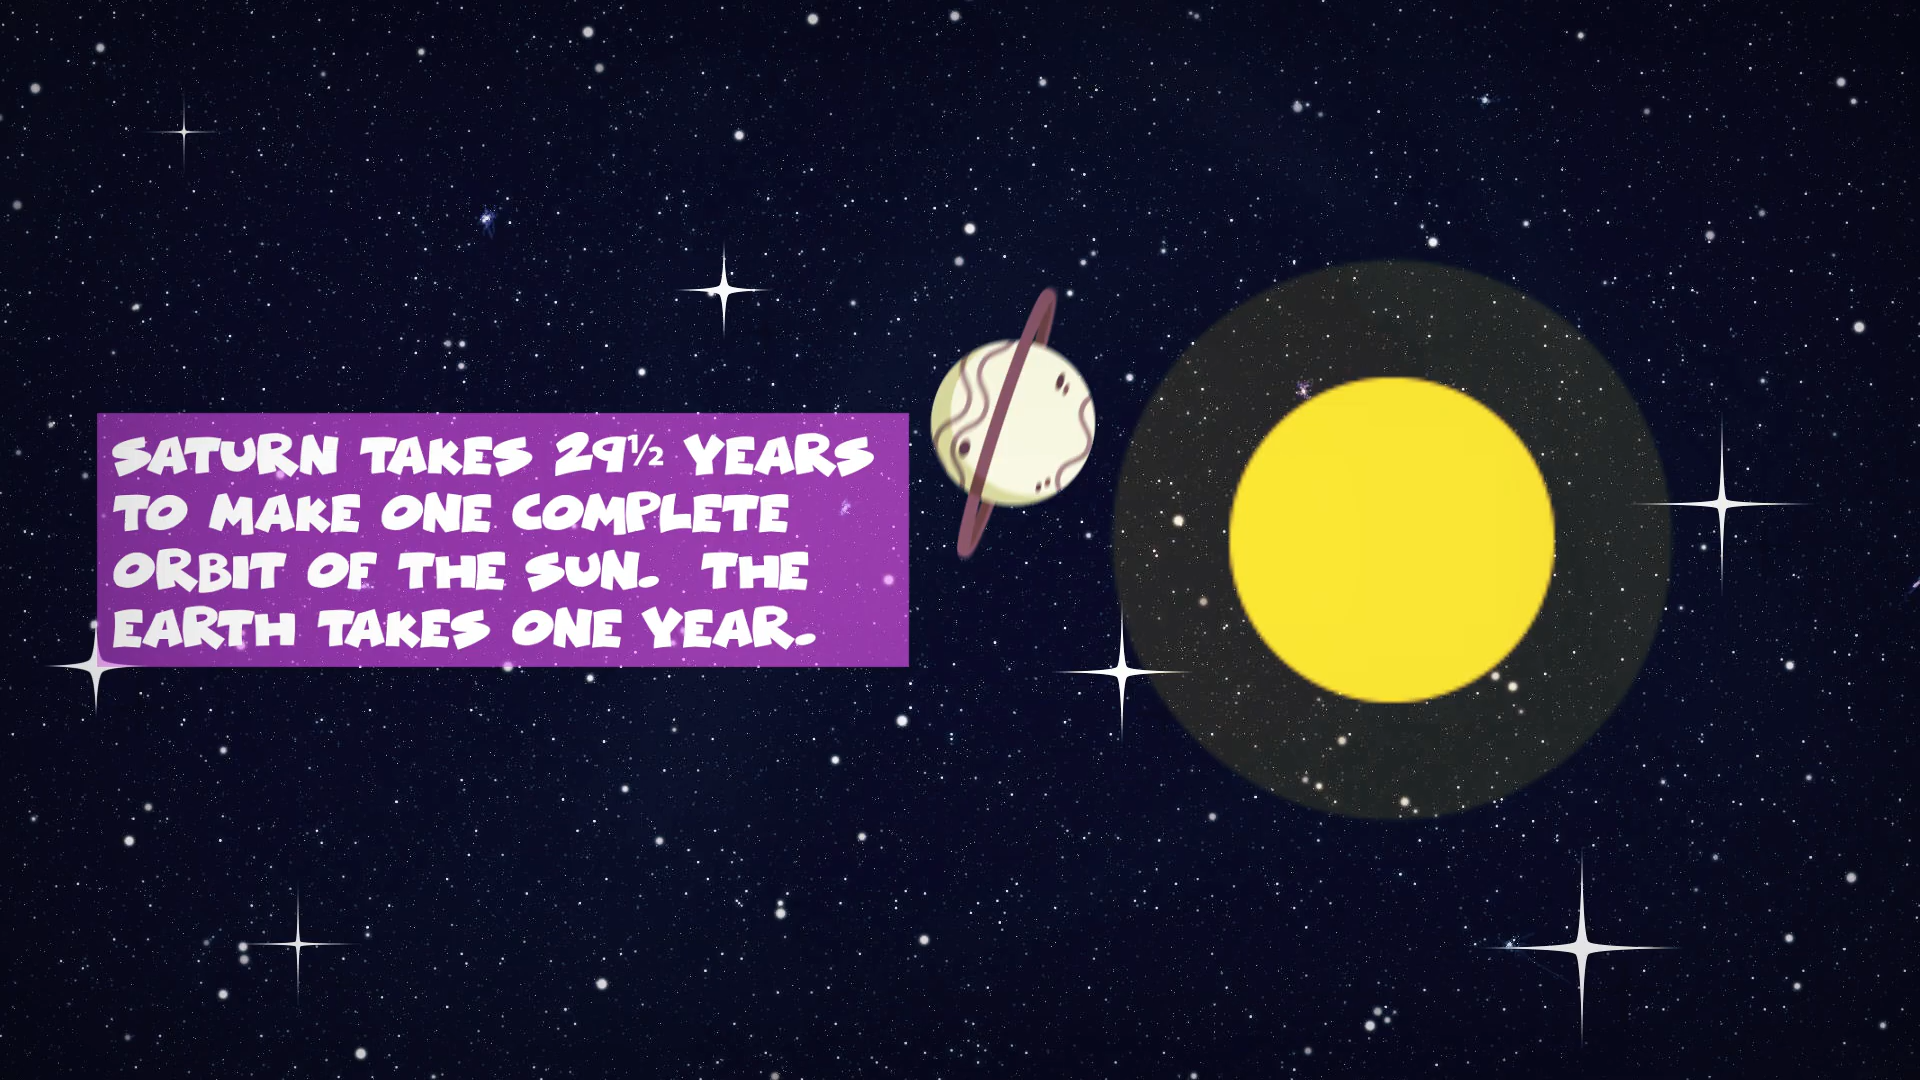 SATURN TAKES 29½ YEARS
TO MAKE ONE COMPLETE
ORBIT OF THE SUN.  THE
EARTH TAKES ONE YEAR.